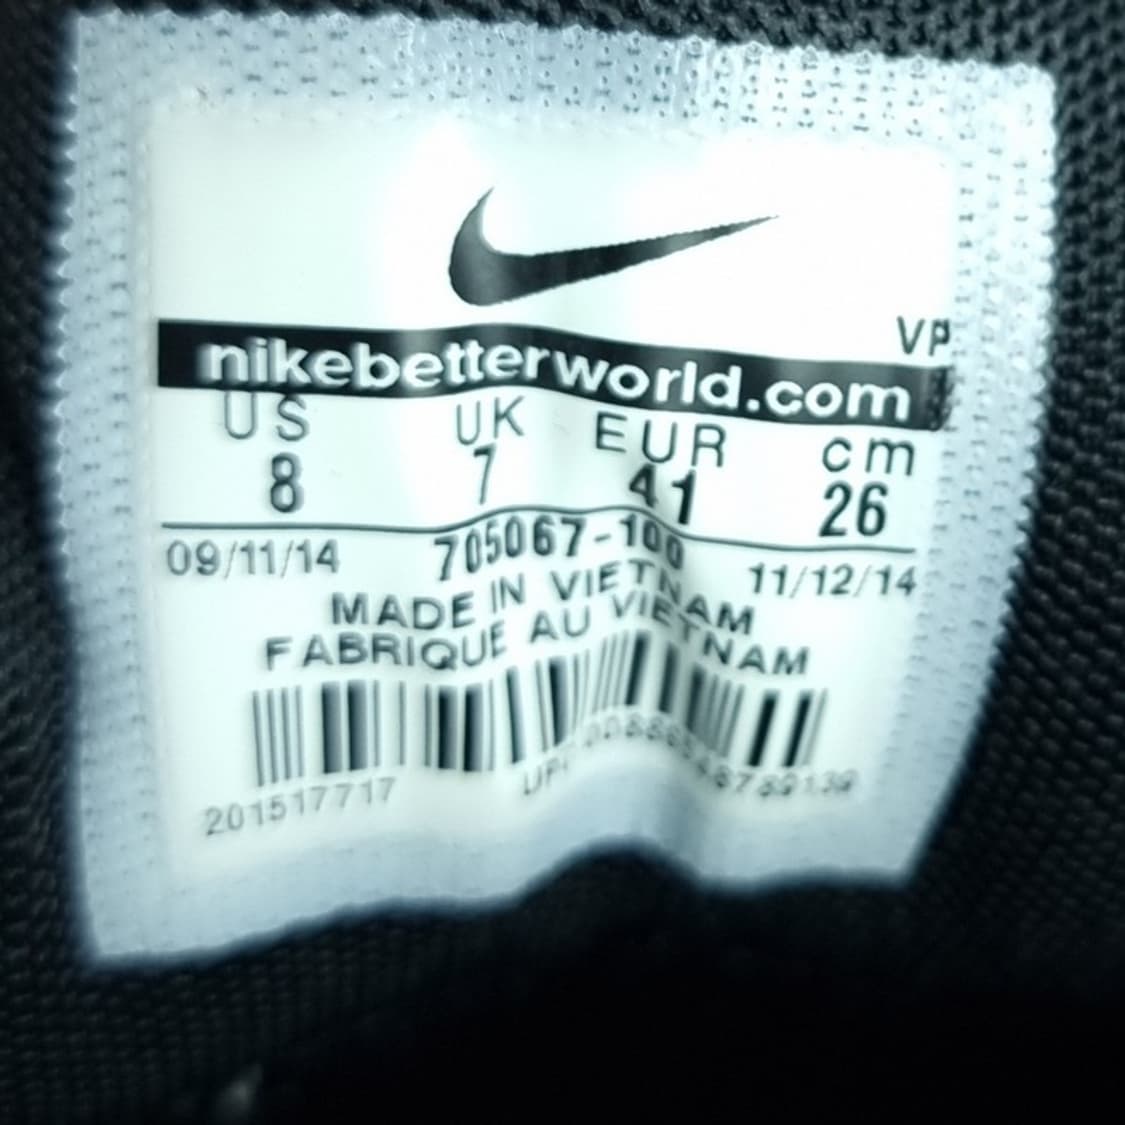 VP
nikebetterworld.com
US UK EUR cm
8 7 41 26
09/11/14 705067-100 11/12/14
MADE IN VIETNAM
FABRIQUE AU VIETNAM
201517717